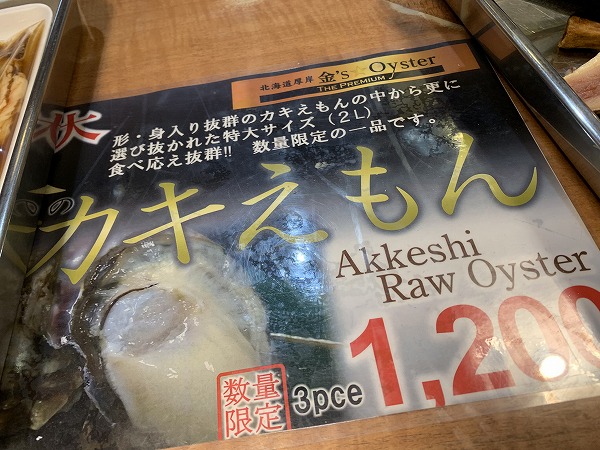 北海道厚岸 金's Oyster
THE PREMIUM
形・身入り抜群のカキえもんの中から更に
選び抜かれた特大サイズ(2L)
食べ応え抜群!! 数量限定の一品です。
の
カキえもん
Akkeshi
Raw Oyster
数量
限定
3pce
1,200